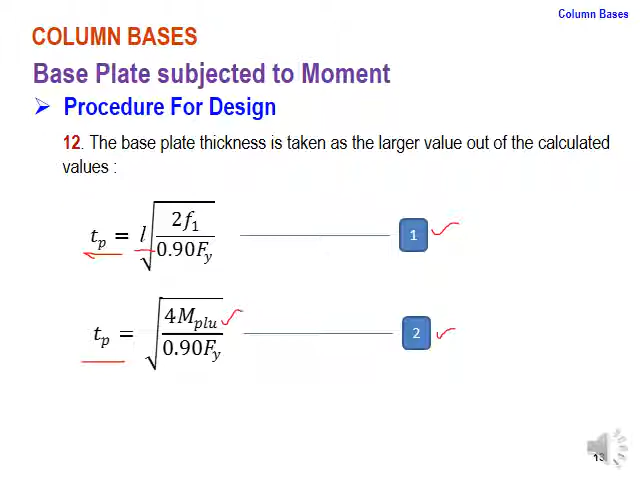 Column Bases
COLUMN BASES
Base Plate subjected to Moment
➢ Procedure For Design
12. The base plate thickness is taken as the larger value out of the calculated
values :
t_p = l√(2f_1 / 0.90F_y) 1
t_p = √(4M_plu / 0.90F_y) 2